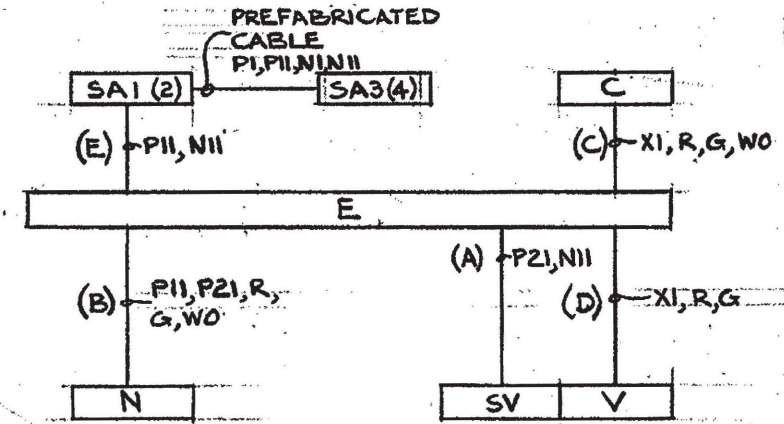 PREFABRICATED
CABLE
P1,P11,N1,N11
SA1 (2)
SA3(4)
C
(E)
P11, N11
(C)
X1, R, G, WO
E
(A)
P21, N11
(B)
P11, P21, R,
G, WO
(D)
X1, R, G
N
SV
V